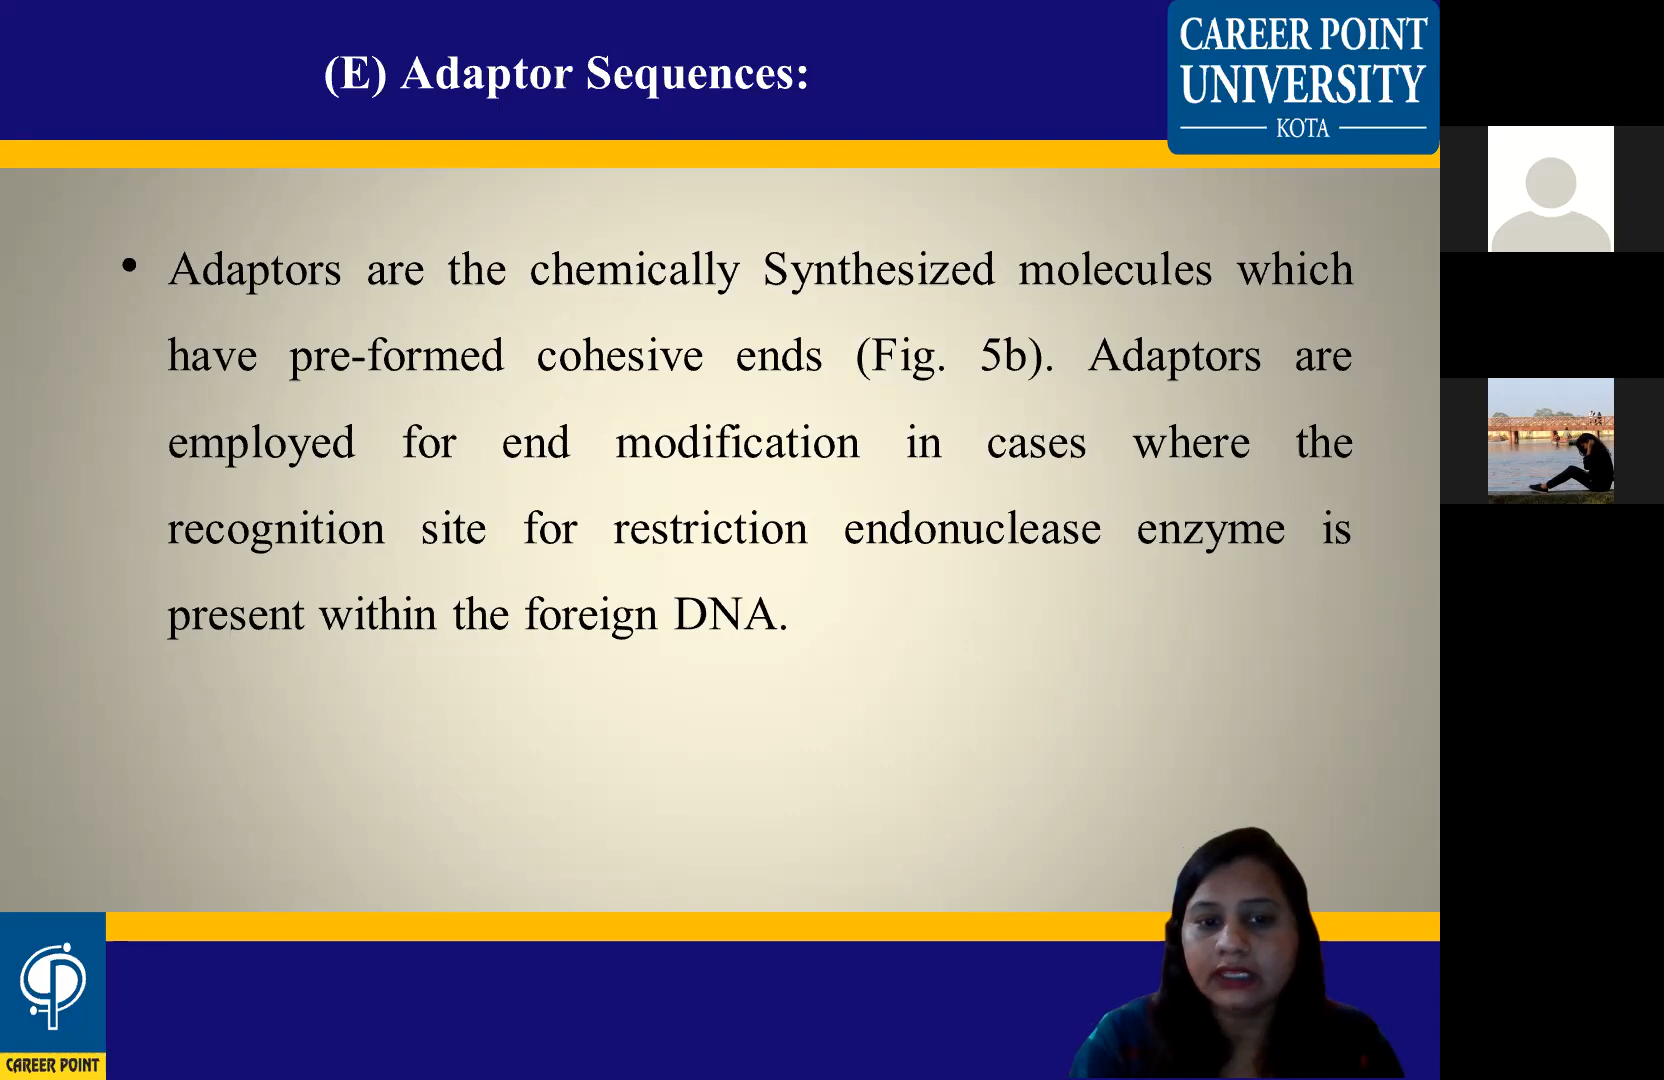 (E) Adaptor Sequences:
CAREER POINT
UNIVERSITY
KOTA
• Adaptors are the chemically Synthesized molecules which
have pre-formed cohesive ends (Fig. 5b). Adaptors are
employed for end modification in cases where the
recognition site for restriction endonuclease enzyme is
present within the foreign DNA.
CAREER POINT